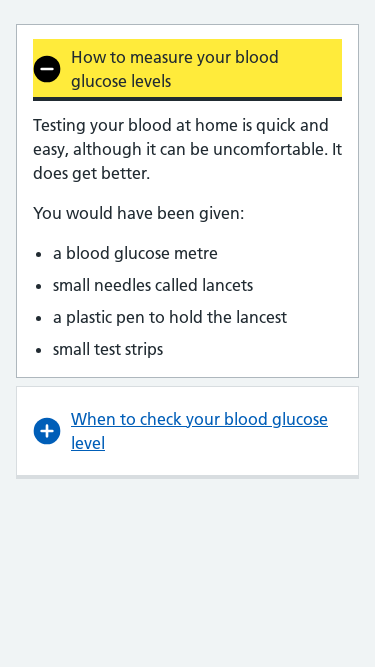 How to measure your blood
glucose levels
Testing your blood at home is quick and
easy, although it can be uncomfortable. It
does get better.
You would have been given:
a blood glucose metre
small needles called lancets
a plastic pen to hold the lancest
small test strips
When to check your blood glucose
level